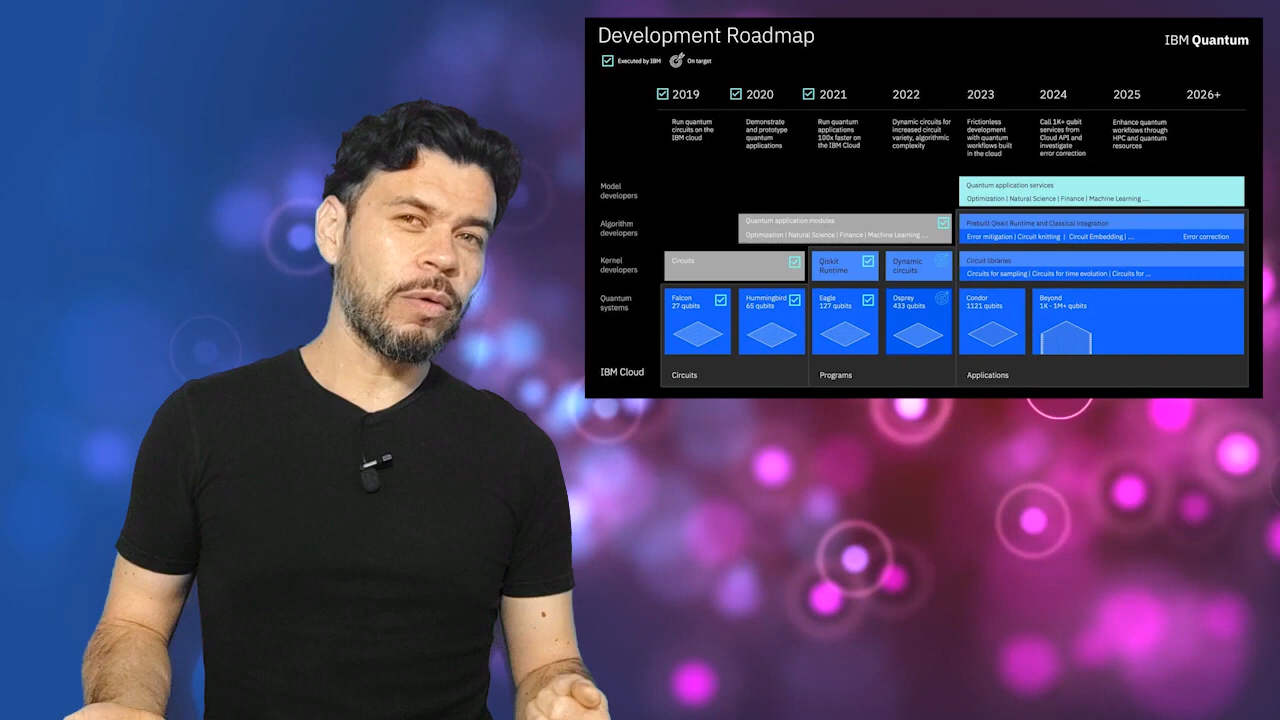 Development Roadmap
IBM Quantum
Executed by IBM
On target
2019
2020
2021
2022
2023
2024
2025
2026+
Run quantum
circuits on the
IBM cloud
Demonstrate
and prototype
quantum
applications
Run quantum
applications
100x faster on
the IBM Cloud
Dynamic circuits for
increased circuit
variety, algorithmic
complexity
Frictionless
development
with quantum
workflows built
in the cloud
Call 1K+ qubit
services from
Cloud API and
investigate
error correction
Enhance quantum
workflows through
HPC and quantum
resources
Model
developers
Quantum application services
Optimization | Natural Science | Finance | Machine Learning ...
Algorithm
developers
Quantum application modules
Optimization | Natural Science | Finance | Machine Learning ...
Prebuilt Qiskit Runtime and Classical integration
Error mitigation | Circuit knitting | Circuit Embedding | ...
Error correction
Kernel
developers
Circuits
Qiskit
Runtime
Dynamic
circuits
Circuit libraries
Circuits for sampling | Circuits for time evolution | Circuits for ...
Quantum
systems
Falcon
27 qubits
Hummingbird
65 qubits
Eagle
127 qubits
Osprey
433 qubits
Condor
1121 qubits
Beyond
1K - 1M+ qubits
IBM Cloud
Circuits
Programs
Applications